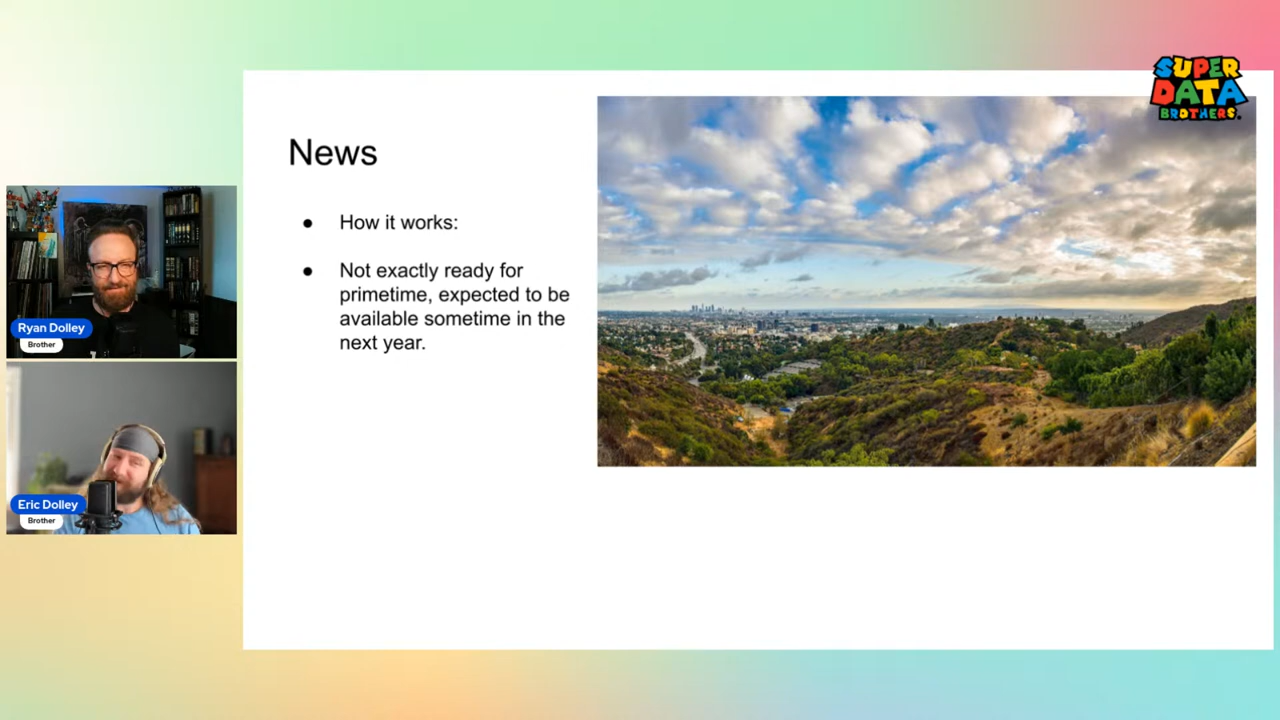 SUPER
DATA
BROTHERS.
News
● How it works:
● Not exactly ready for
primetime, expected to be
available sometime in the
next year.
Ryan Dolley
Brother
Eric Dolley
Brother